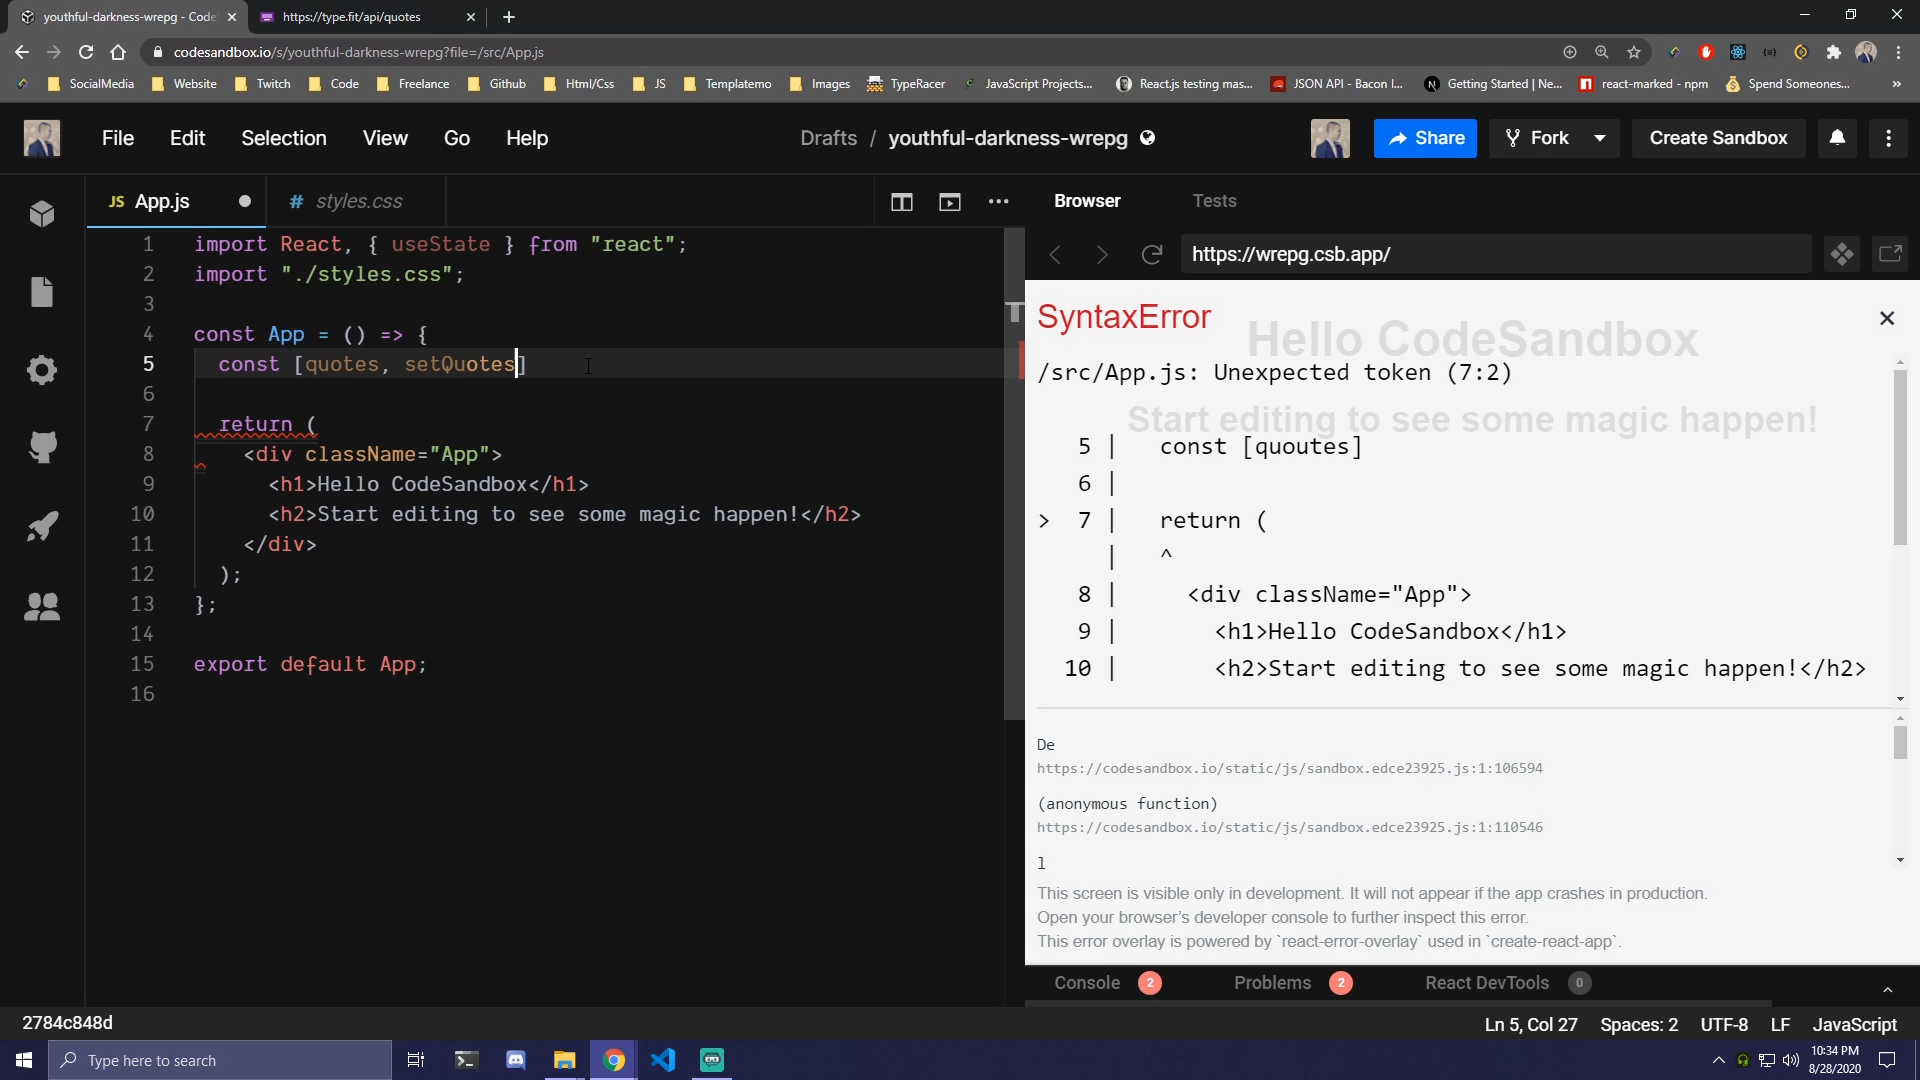 youthful-darkness-wrepg - Code
https://type.fit/api/quotes
codesandbox.io/s/youthful-darkness-wrepg?file=/src/App.js
SocialMedia Website Twitch Code Freelance Github Html/Css JS Templatemo Images TypeRacer JavaScript Projects... React.js testing mas... JSON API - Bacon I... Getting Started | Ne... react-marked - npm Spend Someones... »
File Edit Selection View Go Help
Drafts / youthful-darkness-wrepg
Share Fork Create Sandbox
JS App.js
# styles.css
1 import React, { useState } from "react";
2 import "./styles.css";
3
4 const App = () => {
5 const [quotes, setQuotes]
6
7 return (
8 <div className="App">
9 <h1>Hello CodeSandbox</h1>
10 <h2>Start editing to see some magic happen!</h2>
11 </div>
12 );
13 };
14
15 export default App;
16
Browser Tests
https://wrepg.csb.app/
SyntaxError
Hello CodeSandbox
/src/App.js: Unexpected token (7:2)
Start editing to see some magic happen!
5 | const [quoutes]
6 |
> 7 | return (
| ^
8 | <div className="App">
9 | <h1>Hello CodeSandbox</h1>
10 | <h2>Start editing to see some magic happen!</h2>
De
https://codesandbox.io/static/js/sandbox.edce23925.js:1:106594
(anonymous function)
https://codesandbox.io/static/js/sandbox.edce23925.js:1:110546
l
This screen is visible only in development. It will not appear if the app crashes in production.
Open your browser’s developer console to further inspect this error.
This error overlay is powered by `react-error-overlay` used in `create-react-app`.
Console 2 Problems 2 React DevTools 0
2784c848d
Ln 5, Col 27 Spaces: 2 UTF-8 LF JavaScript
Type here to search
10:34 PM
8/28/2020